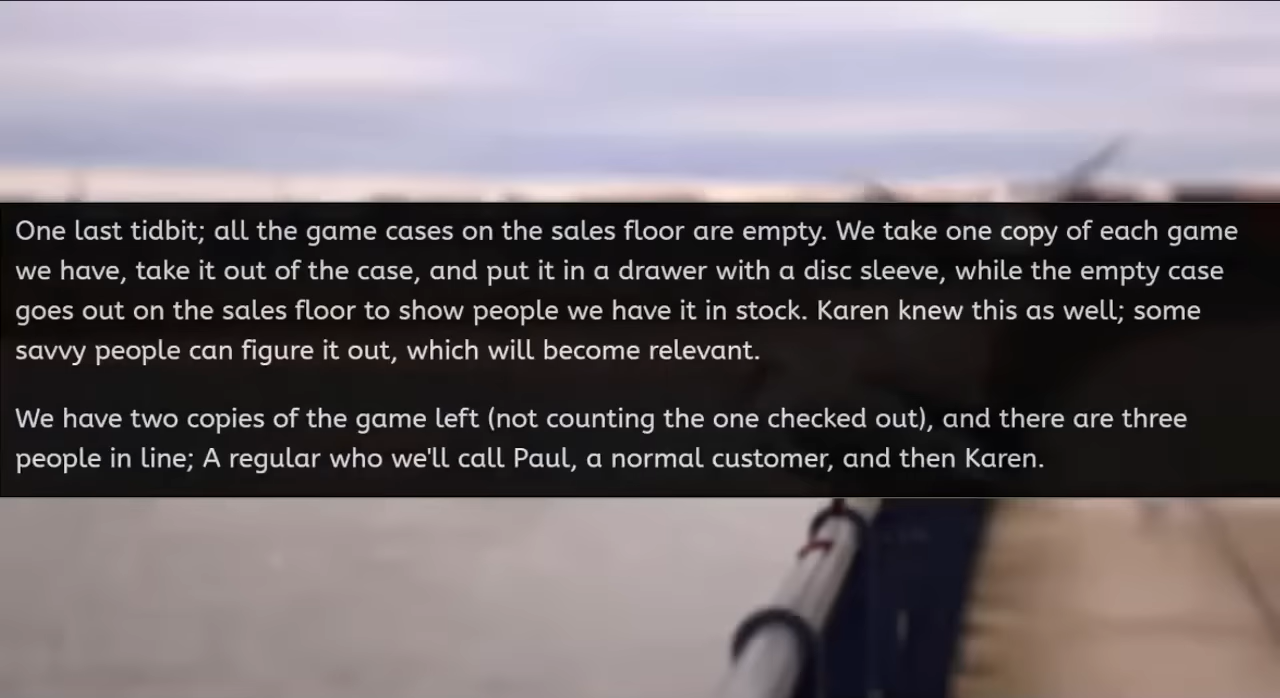 One last tidbit; all the game cases on the sales floor are empty. We take one copy of each game
we have, take it out of the case, and put it in a drawer with a disc sleeve, while the empty case
goes out on the sales floor to show people we have it in stock. Karen knew this as well; some
savvy people can figure it out, which will become relevant.
We have two copies of the game left (not counting the one checked out), and there are three
people in line; A regular who we'll call Paul, a normal customer, and then Karen.